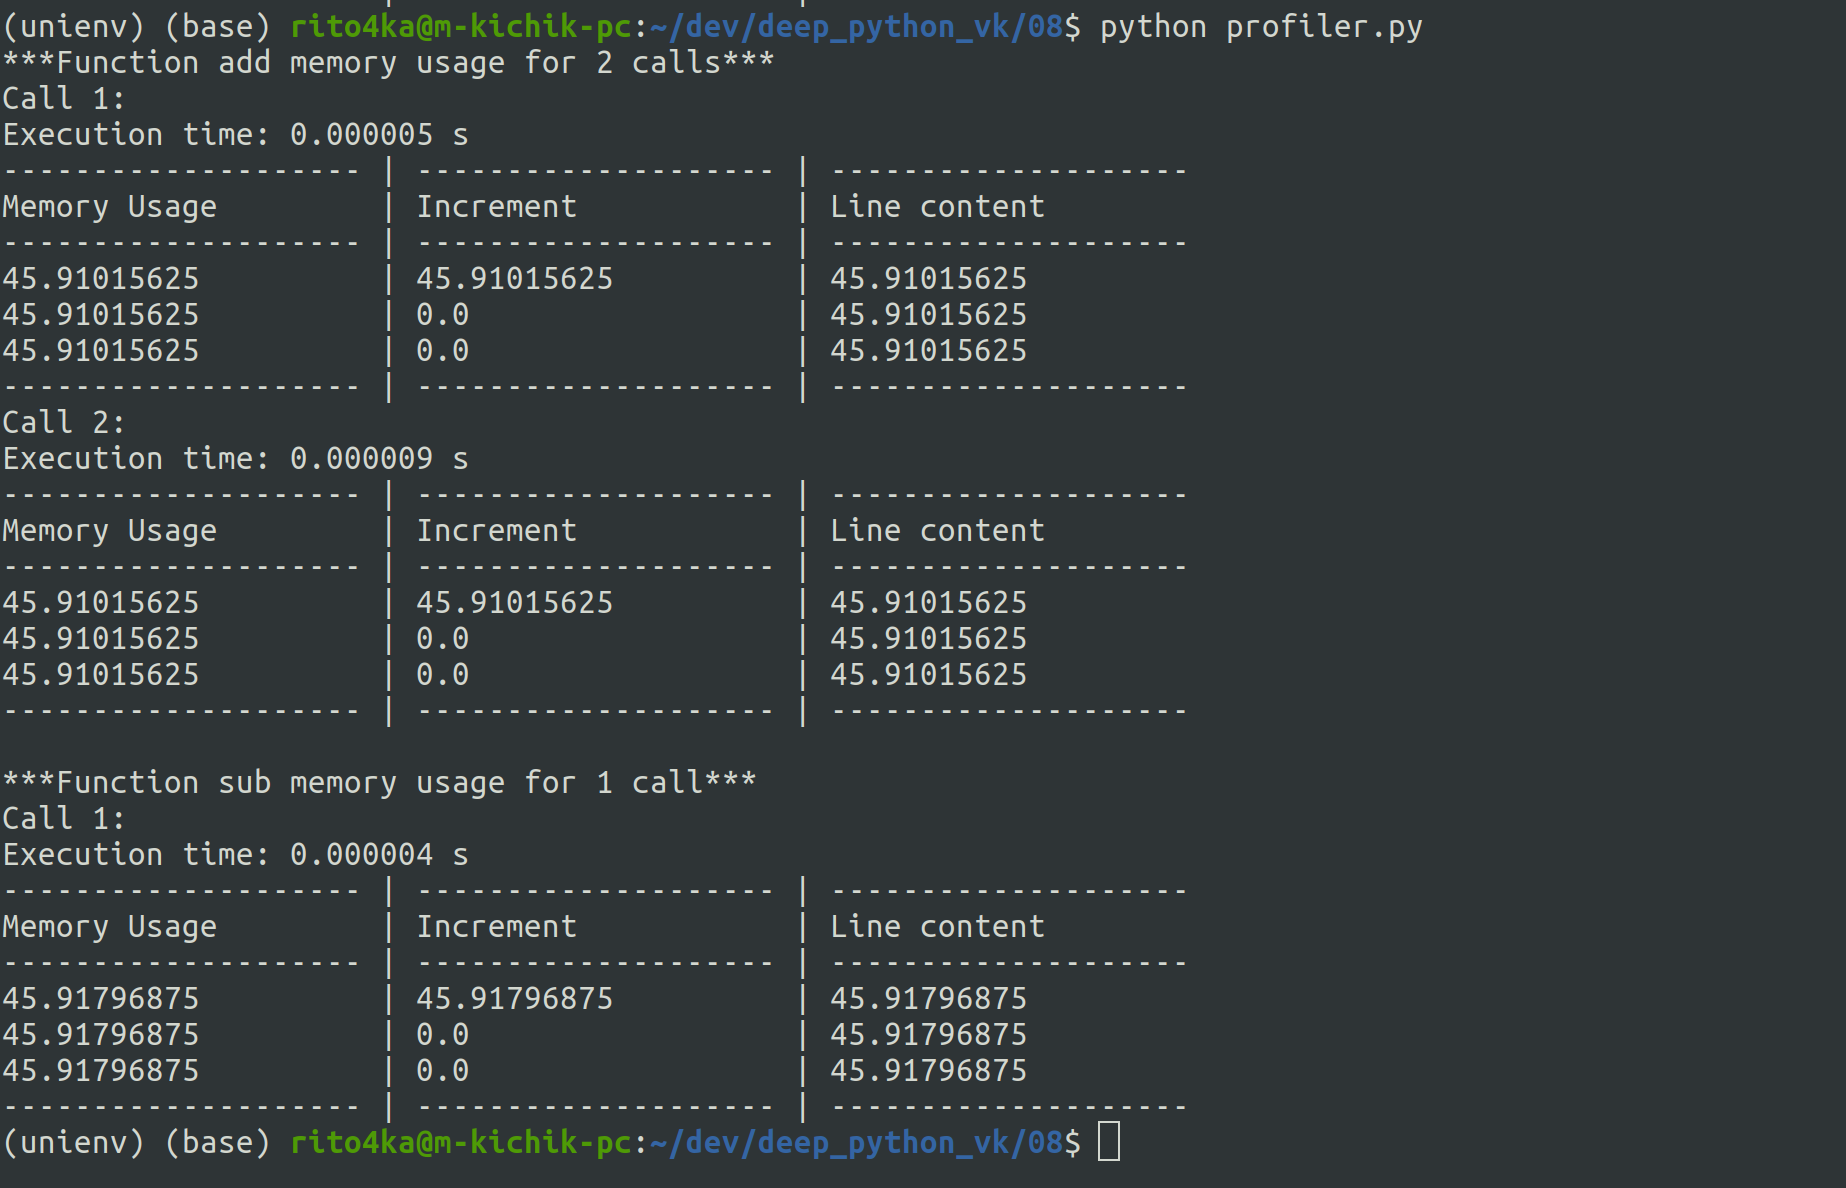 (unienv) (base) rito4ka@m-kichik-pc:~/dev/deep_python_vk/08$ python profiler.py
***Function add memory usage for 2 calls***
Call 1:
Execution time: 0.000005 s
-------------------- | -------------------- | --------------------
Memory Usage         | Increment            | Line content
-------------------- | -------------------- | --------------------
45.91015625          | 45.91015625          | 45.91015625
45.91015625          | 0.0                  | 45.91015625
45.91015625          | 0.0                  | 45.91015625
-------------------- | -------------------- | --------------------
Call 2:
Execution time: 0.000009 s
-------------------- | -------------------- | --------------------
Memory Usage         | Increment            | Line content
-------------------- | -------------------- | --------------------
45.91015625          | 45.91015625          | 45.91015625
45.91015625          | 0.0                  | 45.91015625
45.91015625          | 0.0                  | 45.91015625
-------------------- | -------------------- | --------------------

***Function sub memory usage for 1 call***
Call 1:
Execution time: 0.000004 s
-------------------- | -------------------- | --------------------
Memory Usage         | Increment            | Line content
-------------------- | -------------------- | --------------------
45.91796875          | 45.91796875          | 45.91796875
45.91796875          | 0.0                  | 45.91796875
45.91796875          | 0.0                  | 45.91796875
-------------------- | -------------------- | --------------------
(unienv) (base) rito4ka@m-kichik-pc:~/dev/deep_python_vk/08$